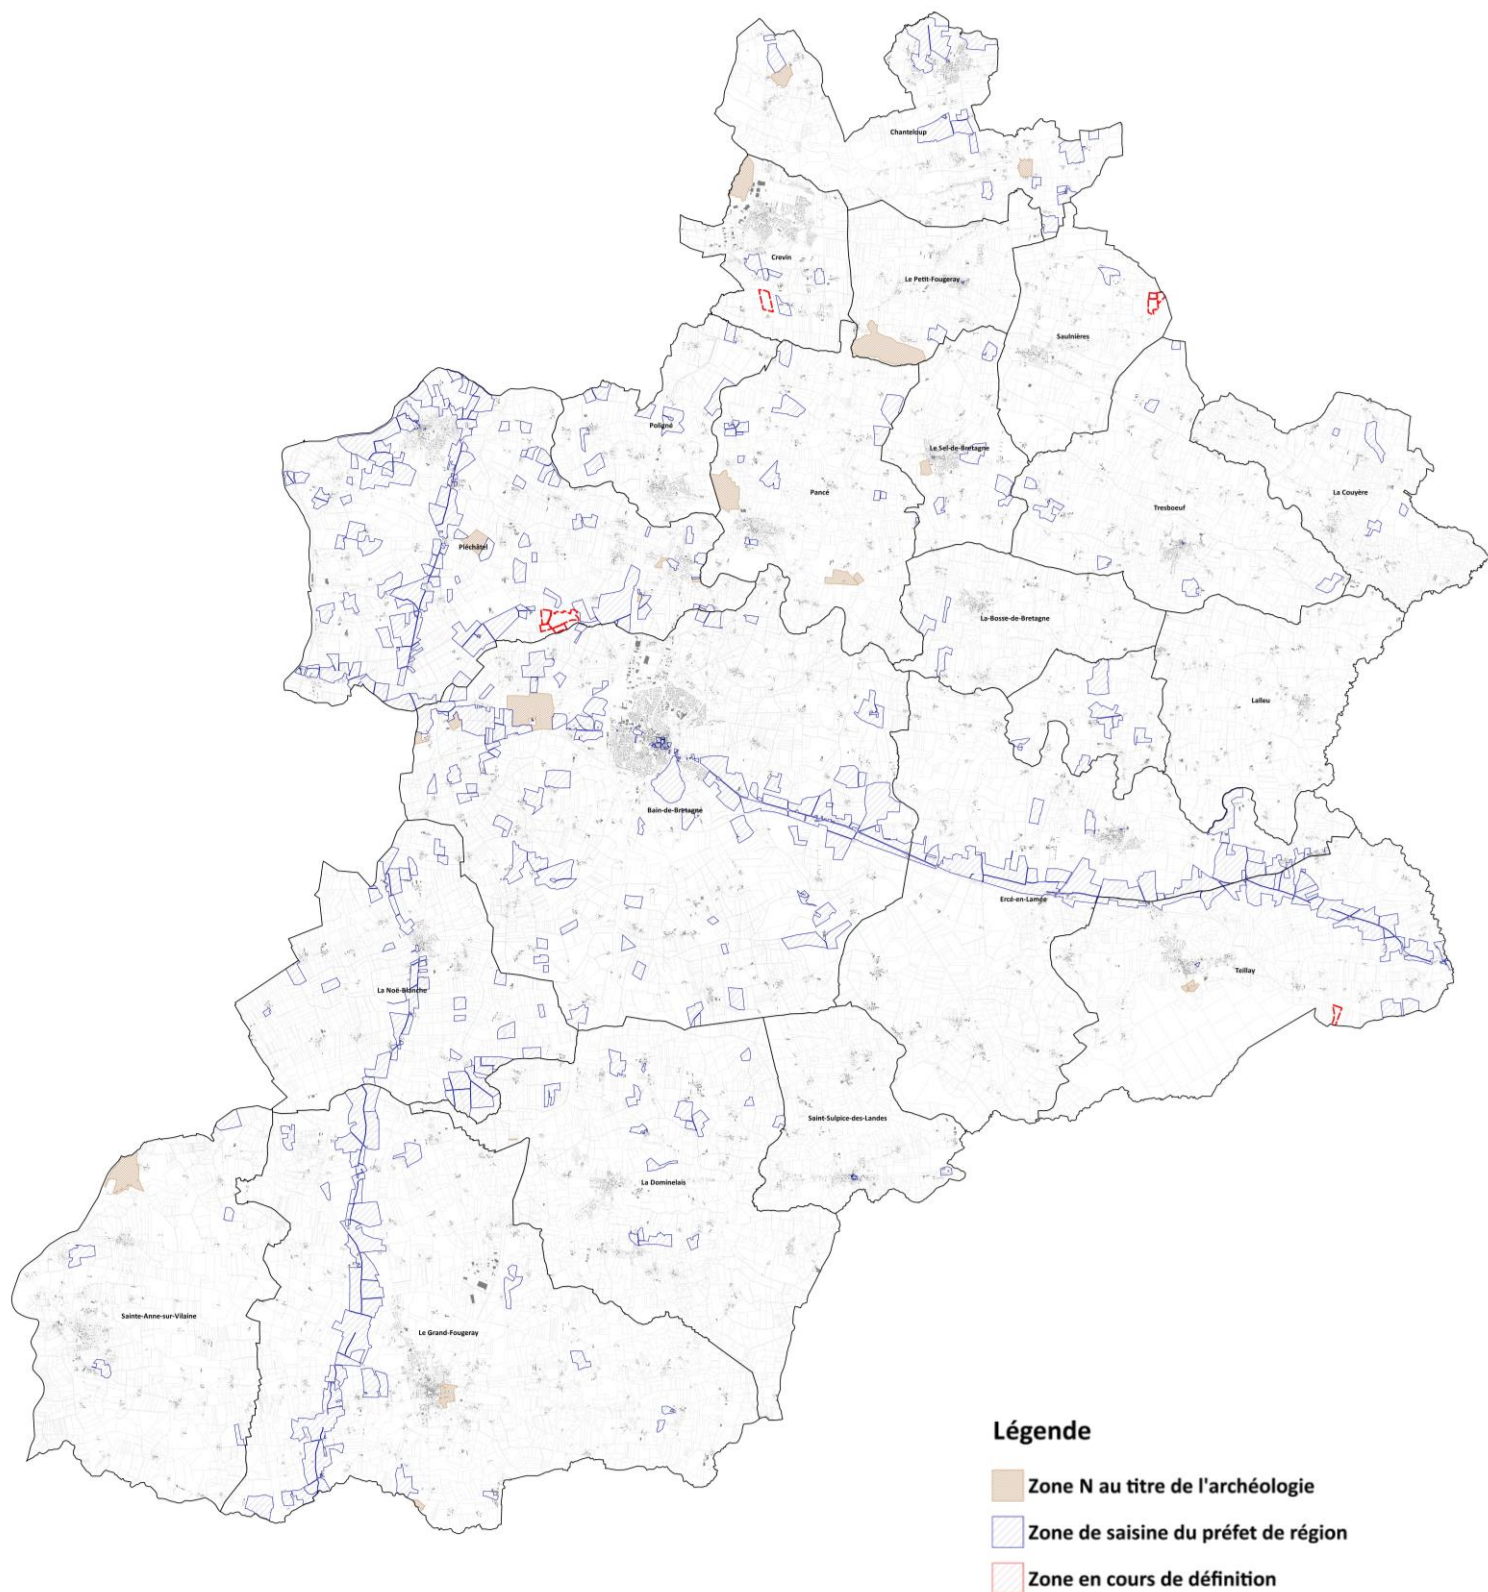 Chanteloup
Crevin
Le Petit-Fougeray
Saulnières
Poligné
Le Sel-de-Bretagne
Pancé
La Couyère
Tresboeuf
Pléchâtel
La-Bosse-de-Bretagne
Lalleu
Bain-de-Bretagne
Ercé-en-Lamée
Teillay
La Noë-Blanche
Saint-Sulpice-des-Landes
La Dominelais
Sainte-Anne-sur-Vilaine
Le Grand-Fougeray
Légende
Zone N au titre de l'archéologie
Zone de saisine du préfet de région
Zone en cours de définition